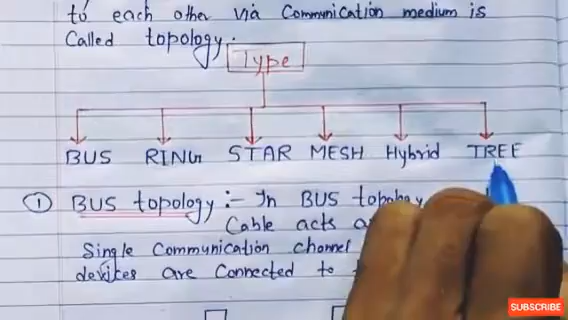 to each other via Communication medium is
Called topology.
Type
BUS RING STAR MESH Hybrid TREE
① BUS topology :- In BUS topology
Cable acts
Single Communication channel
devices are Connected to
SUBSCRIBE